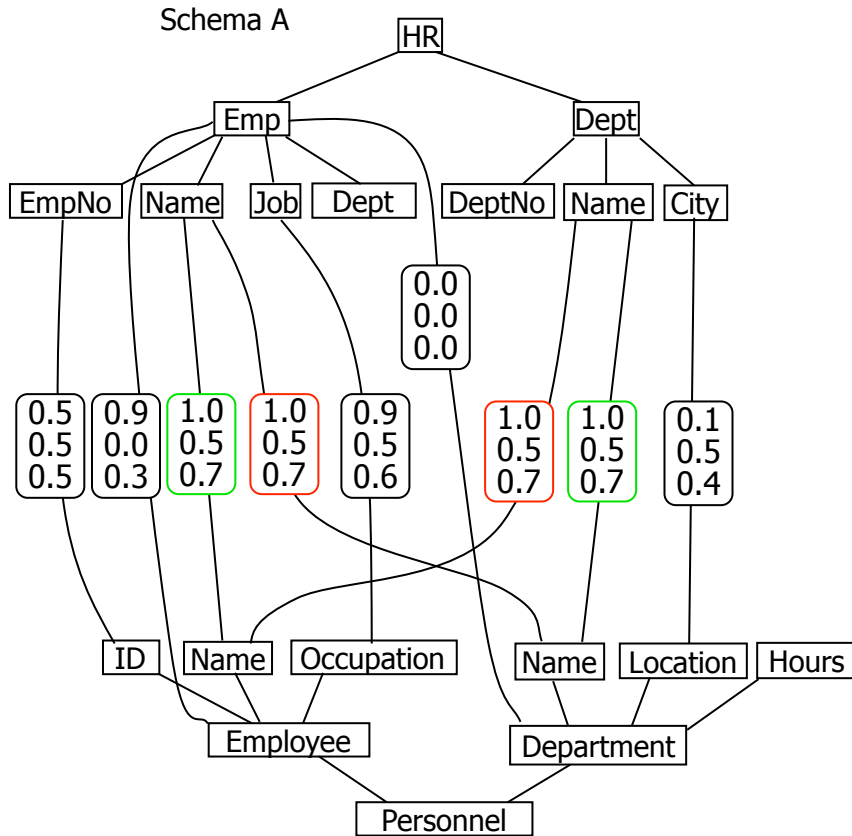 Schema A
HR
Emp
Dept
EmpNo
Name
Job
Dept
DeptNo
Name
City
0.0
0.0
0.0
0.5
0.5
0.5
0.9
0.0
0.3
1.0
0.5
0.7
1.0
0.5
0.7
0.9
0.5
0.6
1.0
0.5
0.7
1.0
0.5
0.7
0.1
0.5
0.4
ID
Name
Occupation
Name
Location
Hours
Employee
Department
Personnel